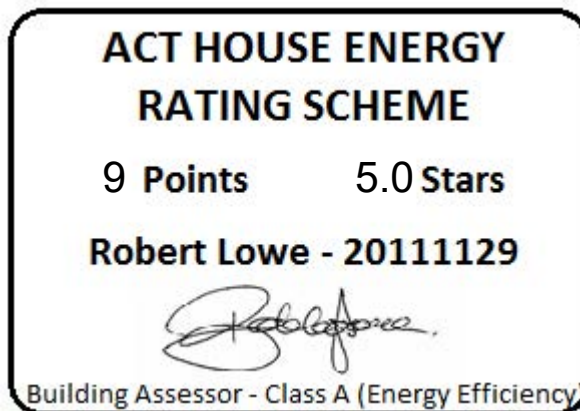 ACT HOUSE ENERGY
RATING SCHEME
9 Points 5.0 Stars
Robert Lowe - 20111129
Building Assessor - Class A (Energy Efficiency)